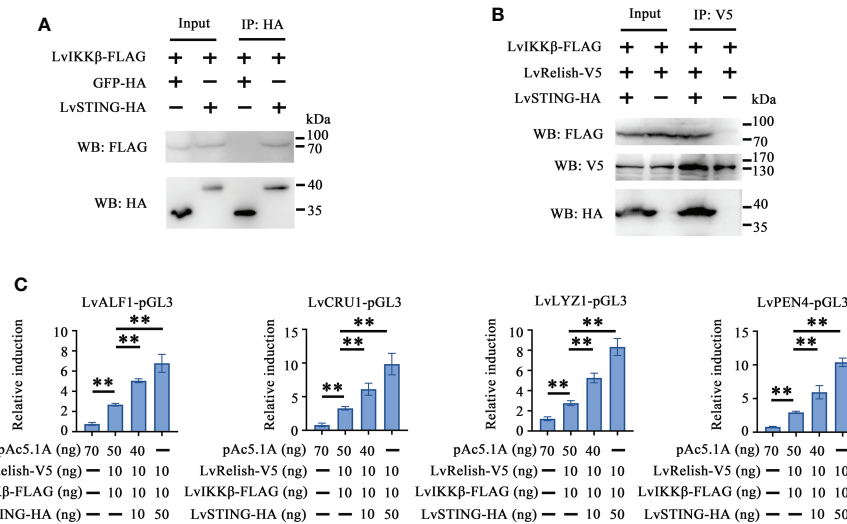 A
Input IP: HA
LvIKKβ-FLAG + + + +
GFP-HA + − + −
LvSTING-HA − + − +
kDa
WB: FLAG
100
70
WB: HA
40
35
B
Input IP: V5
LvIKKβ-FLAG + + + +
LvRelish-V5 + + + +
LvSTING-HA + − + −
kDa
WB: FLAG
100
70
WB: V5
170
130
WB: HA
40
35
C
LvALF1-pGL3
Relative induction
10
8
6
4
2
0
** ** **
pAc5.1A (ng) 70 50 40 −
elish-V5 (ng) − 10 10 10
β-FLAG (ng) − 10 10 10
ING-HA (ng) − − 10 50
LvCRU1-pGL3
Relative induction
15
10
5
0
** ** **
pAc5.1A (ng) 70 50 40 −
LvRelish-V5 (ng) − 10 10 10
LvIKKβ-FLAG (ng) − 10 10 10
LvSTING-HA (ng) − − 10 50
LvLYZ1-pGL3
Relative induction
10
8
6
4
2
0
** ** **
pAc5.1A (ng) 70 50 40 −
LvRelish-V5 (ng) − 10 10 10
LvIKKβ-FLAG (ng) − 10 10 10
LvSTING-HA (ng) − − 10 50
LvPEN4-pGL3
Relative induction
15
10
5
0
** ** **
pAc5.1A (ng) 70 50 40 −
LvRelish-V5 (ng) − 10 10 10
LvIKKβ-FLAG (ng) − 10 10 10
LvSTING-HA (ng) − − 10 50